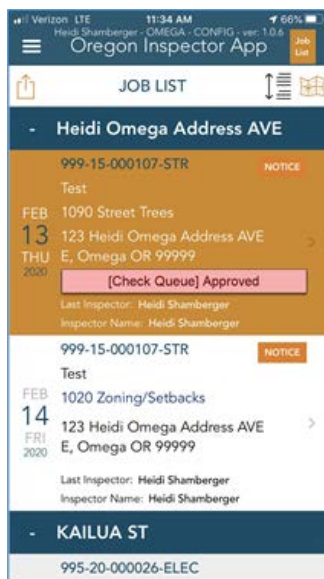 Verizon LTE 11:34 AM 66%
Heidi Shamberger - OMEGA - CONFIG - ver: 1.0.6
Oregon Inspector App
Job
List
JOB LIST
- Heidi Omega Address AVE
999-15-000107-STR
NOTICE
Test
FEB
13
THU
2020
1090 Street Trees
123 Heidi Omega Address AVE
E, Omega OR 99999
[Check Queue] Approved
Last Inspector: Heidi Shamberger
Inspector Name: Heidi Shamberger
999-15-000107-STR
NOTICE
Test
FEB
14
FRI
2020
1020 Zoning/Setbacks
123 Heidi Omega Address AVE
E, Omega OR 99999
Last Inspector: Heidi Shamberger
Inspector Name: Heidi Shamberger
- KAILUA ST
995-20-000026-ELEC